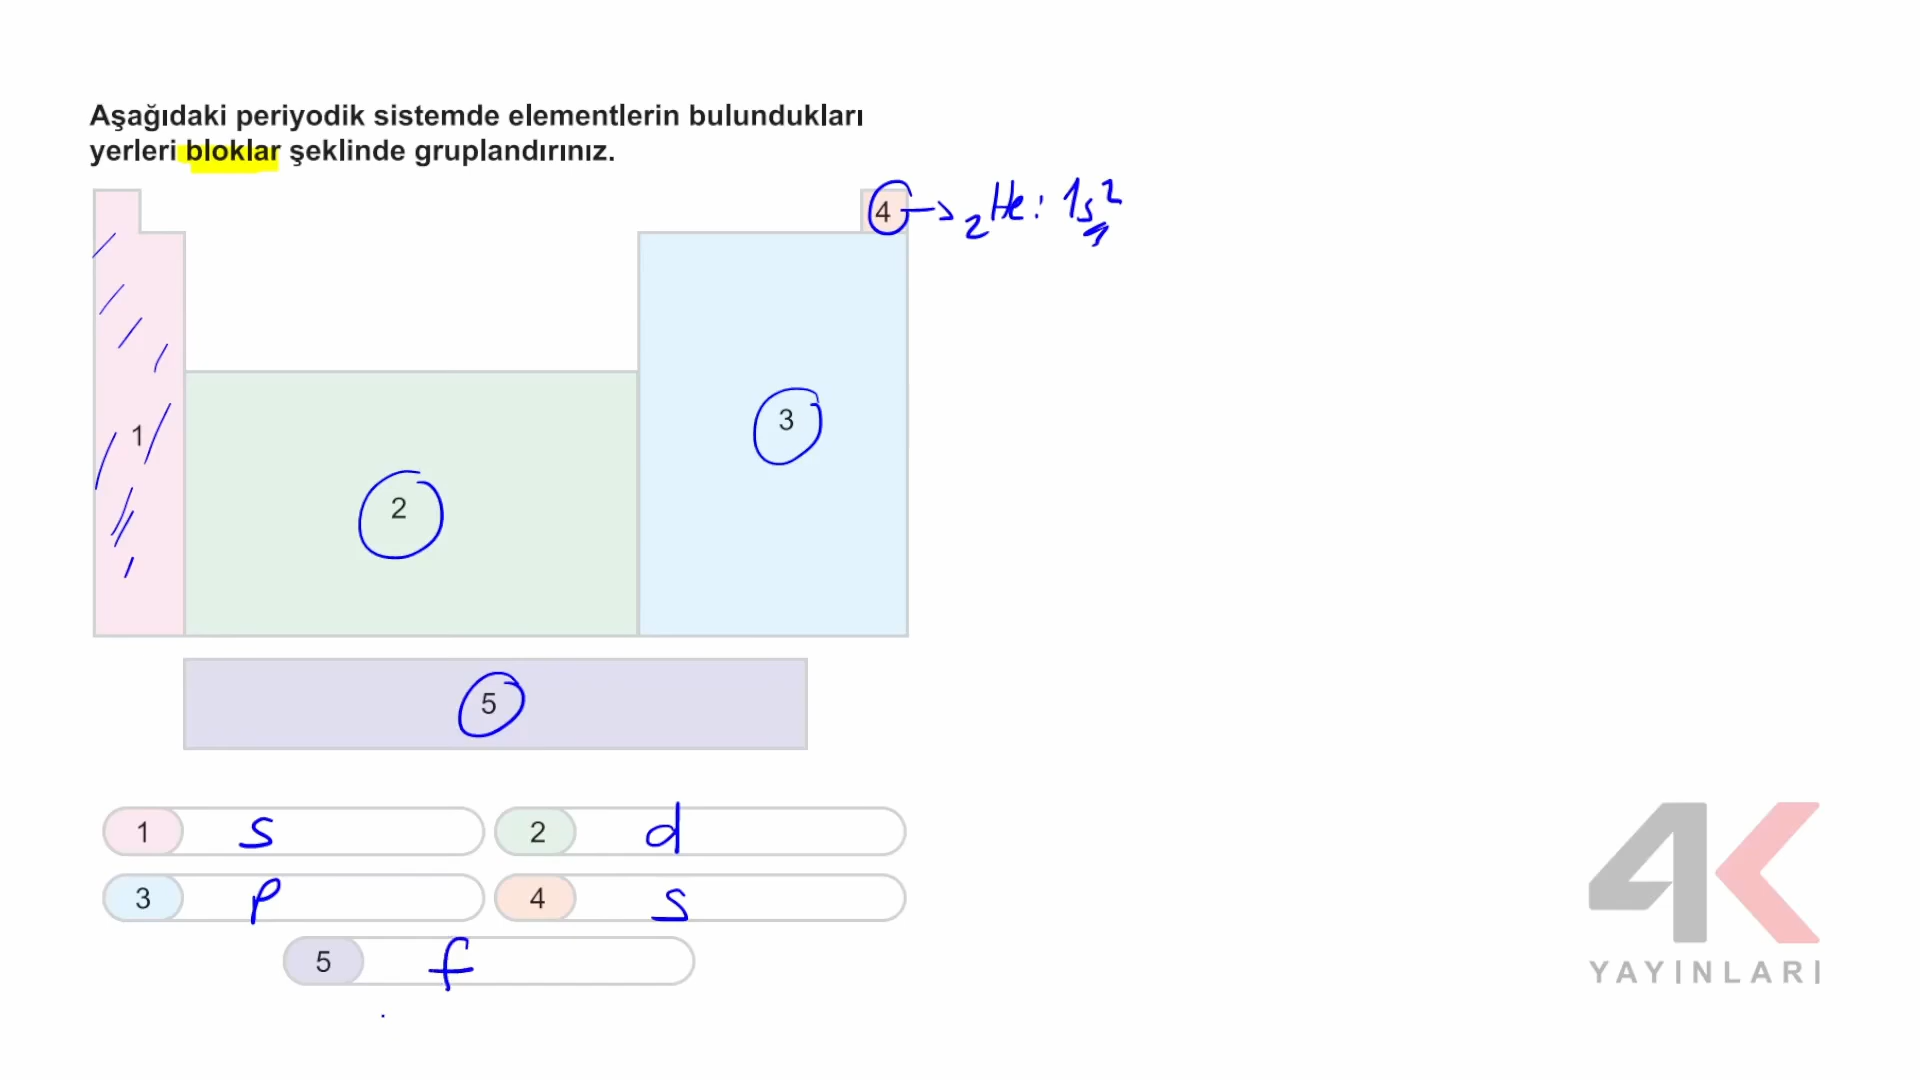 Aşağıdaki periyodik sistemde elementlerin bulundukları
yerleri bloklar şeklinde gruplandırınız.
4 → ₂He: 1s²
3
1
2
5
1 s
2 d
3 p
4 s
5 f
4K
YAYINLARI